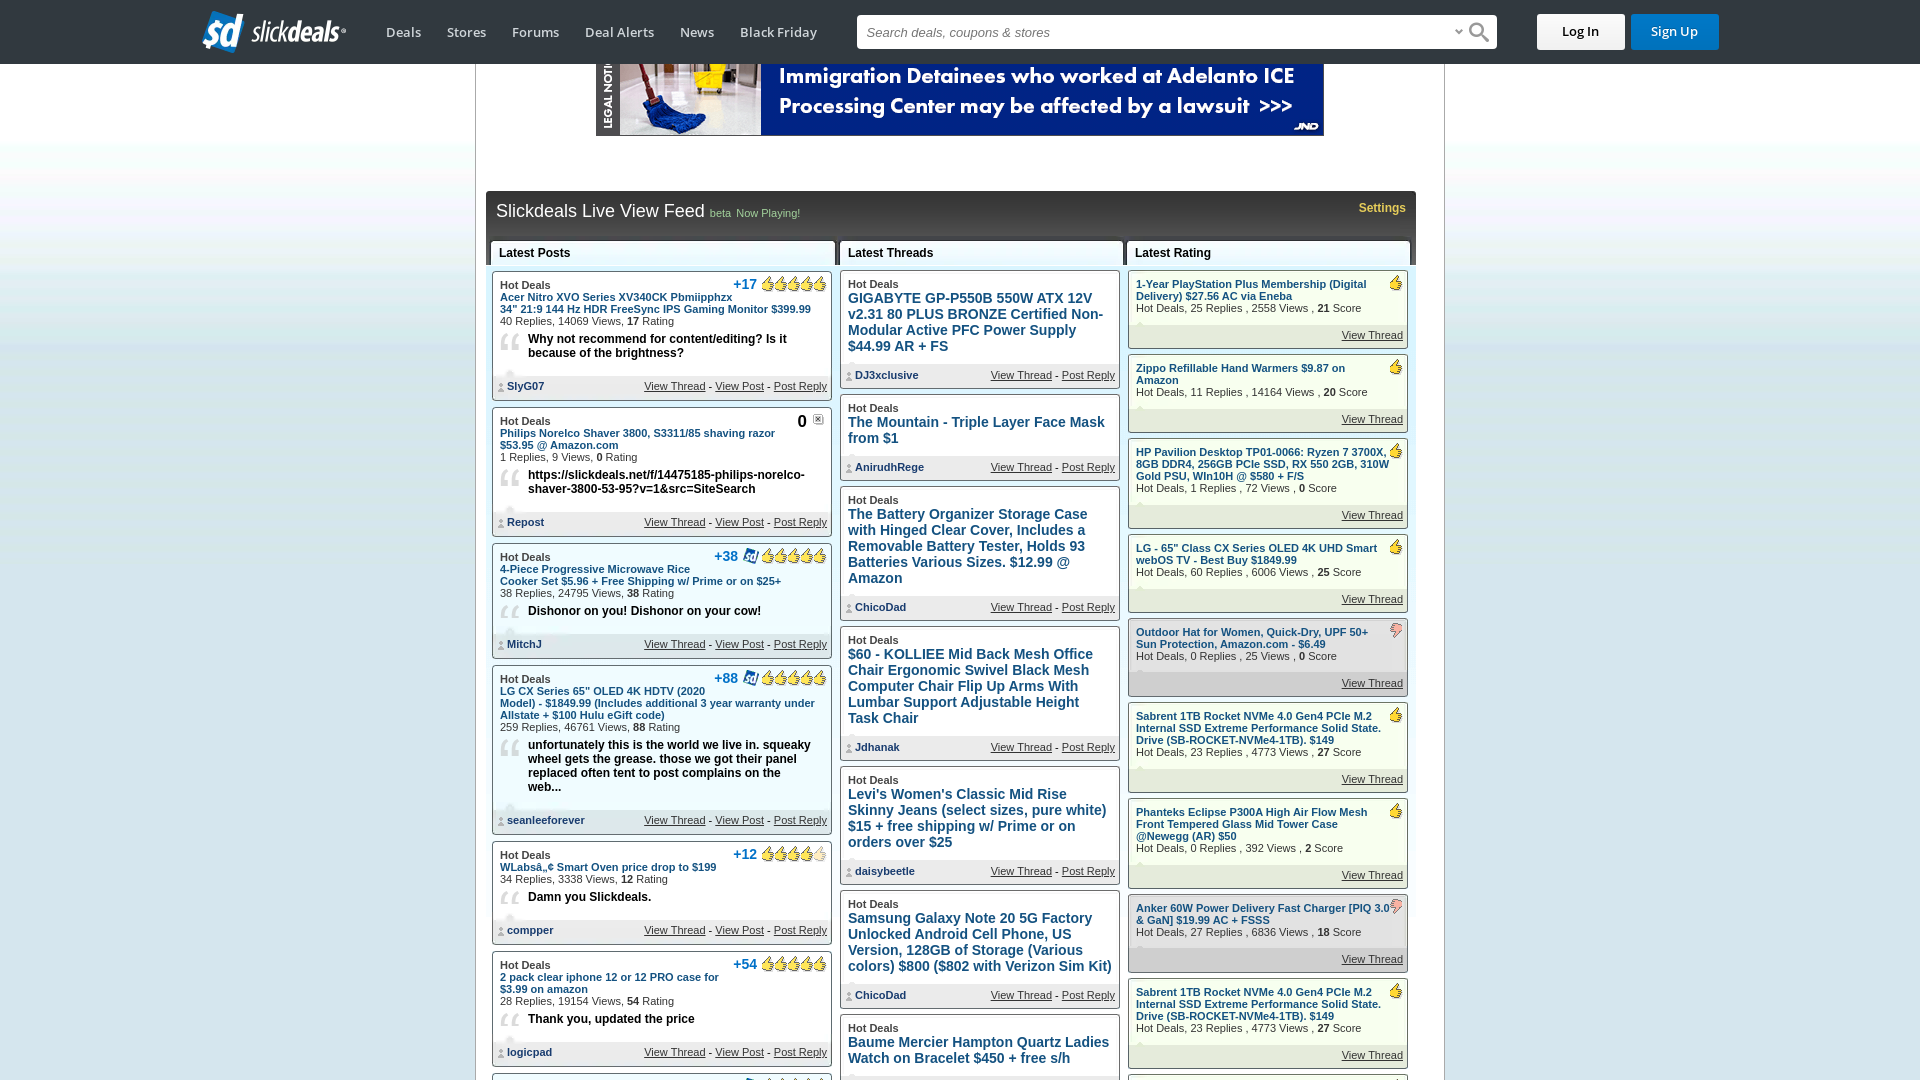 sd slickdeals
Deals
Stores
Forums
Deal Alerts
News
Black Friday
Search deals, coupons & stores
Log In
Sign Up
LEGAL NOTI
Immigration Detainees who worked at Adelanto ICE
Processing Center may be affected by a lawsuit >>>
JND
Slickdeals Live View Feed beta Now Playing!
Settings
Latest Posts
Hot Deals
+17
Acer Nitro XVO Series XV340CK Pbmiipphzx
34" 21:9 144 Hz HDR FreeSync IPS Gaming Monitor $399.99
40 Replies, 14069 Views, 17 Rating
Why not recommend for content/editing? Is it
because of the brightness?
SlyG07 View Thread - View Post - Post Reply
Hot Deals
0
Philips Norelco Shaver 3800, S3311/85 shaving razor
$53.95 @ Amazon.com
1 Replies, 9 Views, 0 Rating
https://slickdeals.net/f/14475185-philips-norelco-
shaver-3800-53-95?v=1&src=SiteSearch
Repost View Thread - View Post - Post Reply
Hot Deals
+38
4-Piece Progressive Microwave Rice
Cooker Set $5.96 + Free Shipping w/ Prime or on $25+
38 Replies, 24795 Views, 38 Rating
Dishonor on you! Dishonor on your cow!
MitchJ View Thread - View Post - Post Reply
Hot Deals
+88
LG CX Series 65" OLED 4K HDTV (2020
Model) - $1849.99 (Includes additional 3 year warranty under
Allstate + $100 Hulu eGift code)
259 Replies, 46761 Views, 88 Rating
unfortunately this is the world we live in. squeaky
wheel gets the grease. those we got their panel
replaced often tent to post complains on the
web...
seanleeforever View Thread - View Post - Post Reply
Hot Deals
+12
WLabsâ„¢ Smart Oven price drop to $199
34 Replies, 3338 Views, 12 Rating
Damn you Slickdeals.
compper View Thread - View Post - Post Reply
Hot Deals
+54
2 pack clear iphone 12 or 12 PRO case for
$3.99 on amazon
28 Replies, 19154 Views, 54 Rating
Thank you, updated the price
logicpad View Thread - View Post - Post Reply
Latest Threads
Hot Deals
GIGABYTE GP-P550B 550W ATX 12V
v2.31 80 PLUS BRONZE Certified Non-
Modular Active PFC Power Supply
$44.99 AR + FS
DJ3xclusive View Thread - Post Reply
Hot Deals
The Mountain - Triple Layer Face Mask
from $1
AnirudhRege View Thread - Post Reply
Hot Deals
The Battery Organizer Storage Case
with Hinged Clear Cover, Includes a
Removable Battery Tester, Holds 93
Batteries Various Sizes. $12.99 @
Amazon
ChicoDad View Thread - Post Reply
Hot Deals
$60 - KOLLIEE Mid Back Mesh Office
Chair Ergonomic Swivel Black Mesh
Computer Chair Flip Up Arms With
Lumbar Support Adjustable Height
Task Chair
Jdhanak View Thread - Post Reply
Hot Deals
Levi's Women's Classic Mid Rise
Skinny Jeans (select sizes, pure white)
$15 + free shipping w/ Prime or on
orders over $25
daisybeetle View Thread - Post Reply
Hot Deals
Samsung Galaxy Note 20 5G Factory
Unlocked Android Cell Phone, US
Version, 128GB of Storage (Various
colors) $800 ($802 with Verizon Sim Kit)
ChicoDad View Thread - Post Reply
Hot Deals
Baume Mercier Hampton Quartz Ladies
Watch on Bracelet $450 + free s/h
Latest Rating
1-Year PlayStation Plus Membership (Digital
Delivery) $27.56 AC via Eneba
Hot Deals, 25 Replies , 2558 Views , 21 Score
View Thread
Zippo Refillable Hand Warmers $9.87 on
Amazon
Hot Deals, 11 Replies , 14164 Views , 20 Score
View Thread
HP Pavilion Desktop TP01-0066: Ryzen 7 3700X,
8GB DDR4, 256GB PCIe SSD, RX 550 2GB, 310W
Gold PSU, WIn10H @ $580 + F/S
Hot Deals, 1 Replies , 72 Views , 0 Score
View Thread
LG - 65" Class CX Series OLED 4K UHD Smart
webOS TV - Best Buy $1849.99
Hot Deals, 60 Replies , 6006 Views , 25 Score
View Thread
Outdoor Hat for Women, Quick-Dry, UPF 50+
Sun Protection, Amazon.com - $6.49
Hot Deals, 0 Replies , 25 Views , 0 Score
View Thread
Sabrent 1TB Rocket NVMe 4.0 Gen4 PCIe M.2
Internal SSD Extreme Performance Solid State.
Drive (SB-ROCKET-NVMe4-1TB). $149
Hot Deals, 23 Replies , 4773 Views , 27 Score
View Thread
Phanteks Eclipse P300A High Air Flow Mesh
Front Tempered Glass Mid Tower Case
@Newegg (AR) $50
Hot Deals, 0 Replies , 392 Views , 2 Score
View Thread
Anker 60W Power Delivery Fast Charger [PIQ 3.0
& GaN] $19.99 AC + FSSS
Hot Deals, 27 Replies , 6836 Views , 18 Score
View Thread
Sabrent 1TB Rocket NVMe 4.0 Gen4 PCIe M.2
Internal SSD Extreme Performance Solid State.
Drive (SB-ROCKET-NVMe4-1TB). $149
Hot Deals, 23 Replies , 4773 Views , 27 Score
View Thread